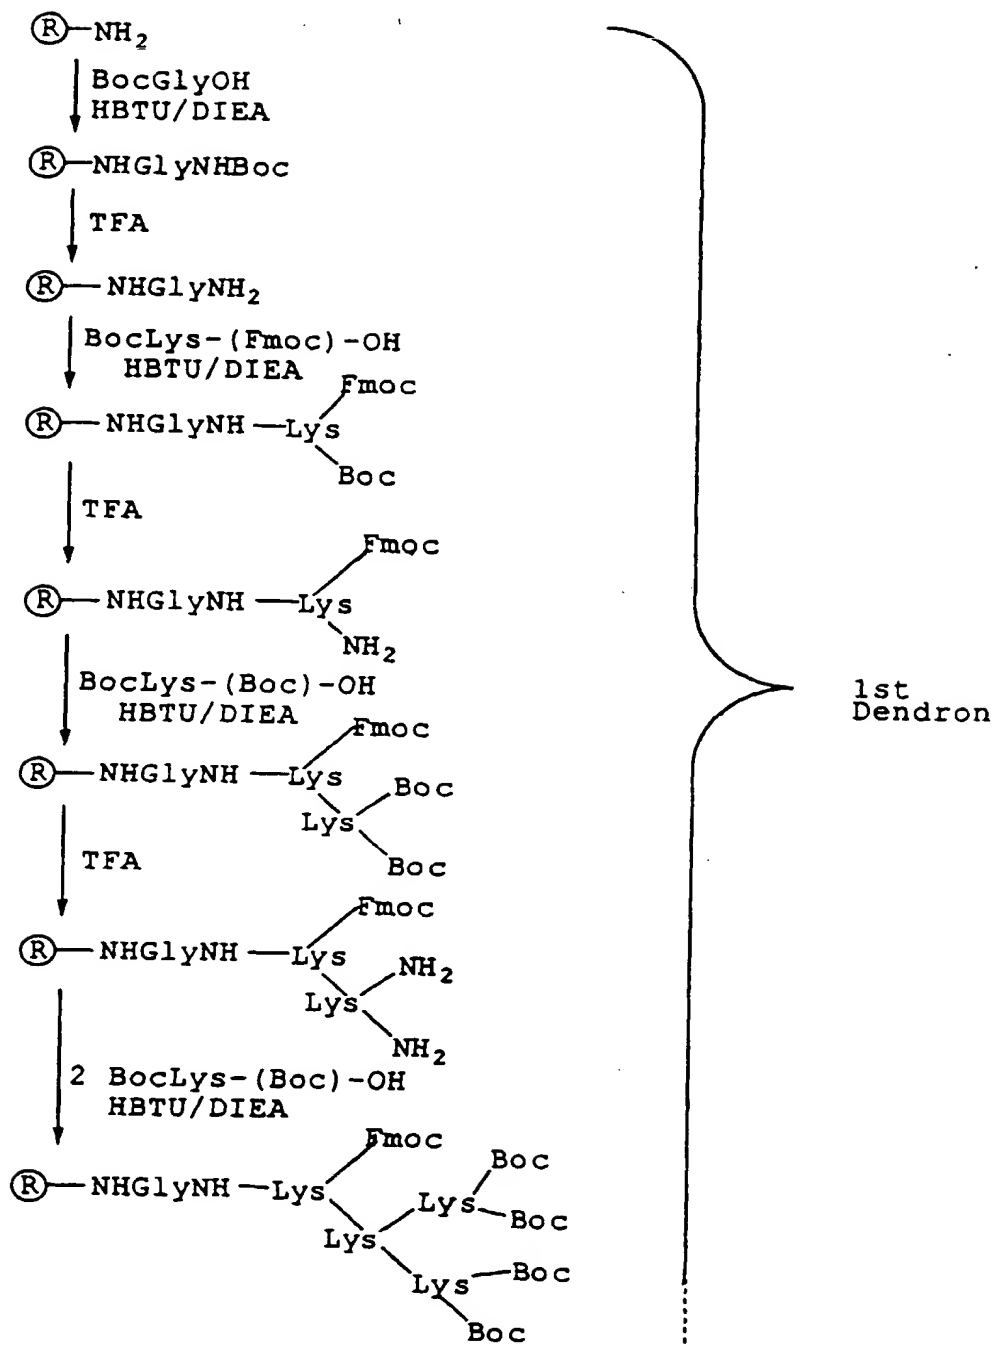 Ⓡ—NH2
BocGlyOH
HBTU/DIEA
Ⓡ—NHGlyNHBoc
TFA
Ⓡ—NHGlyNH2
BocLys-(Fmoc)-OH
HBTU/DIEA
Fmoc
Ⓡ—NHGlyNH—Lys
Boc
TFA
Fmoc
Ⓡ—NHGlyNH—Lys
NH2
BocLys-(Boc)-OH
HBTU/DIEA
1st
Dendron
Fmoc
Ⓡ—NHGlyNH—Lys
Boc
Lys
Boc
TFA
Fmoc
Ⓡ—NHGlyNH—Lys
NH2
Lys
NH2
2 BocLys-(Boc)-OH
HBTU/DIEA
Fmoc
Boc
Ⓡ—NHGlyNH—Lys
Lys
Boc
Lys
Boc
Lys
Boc